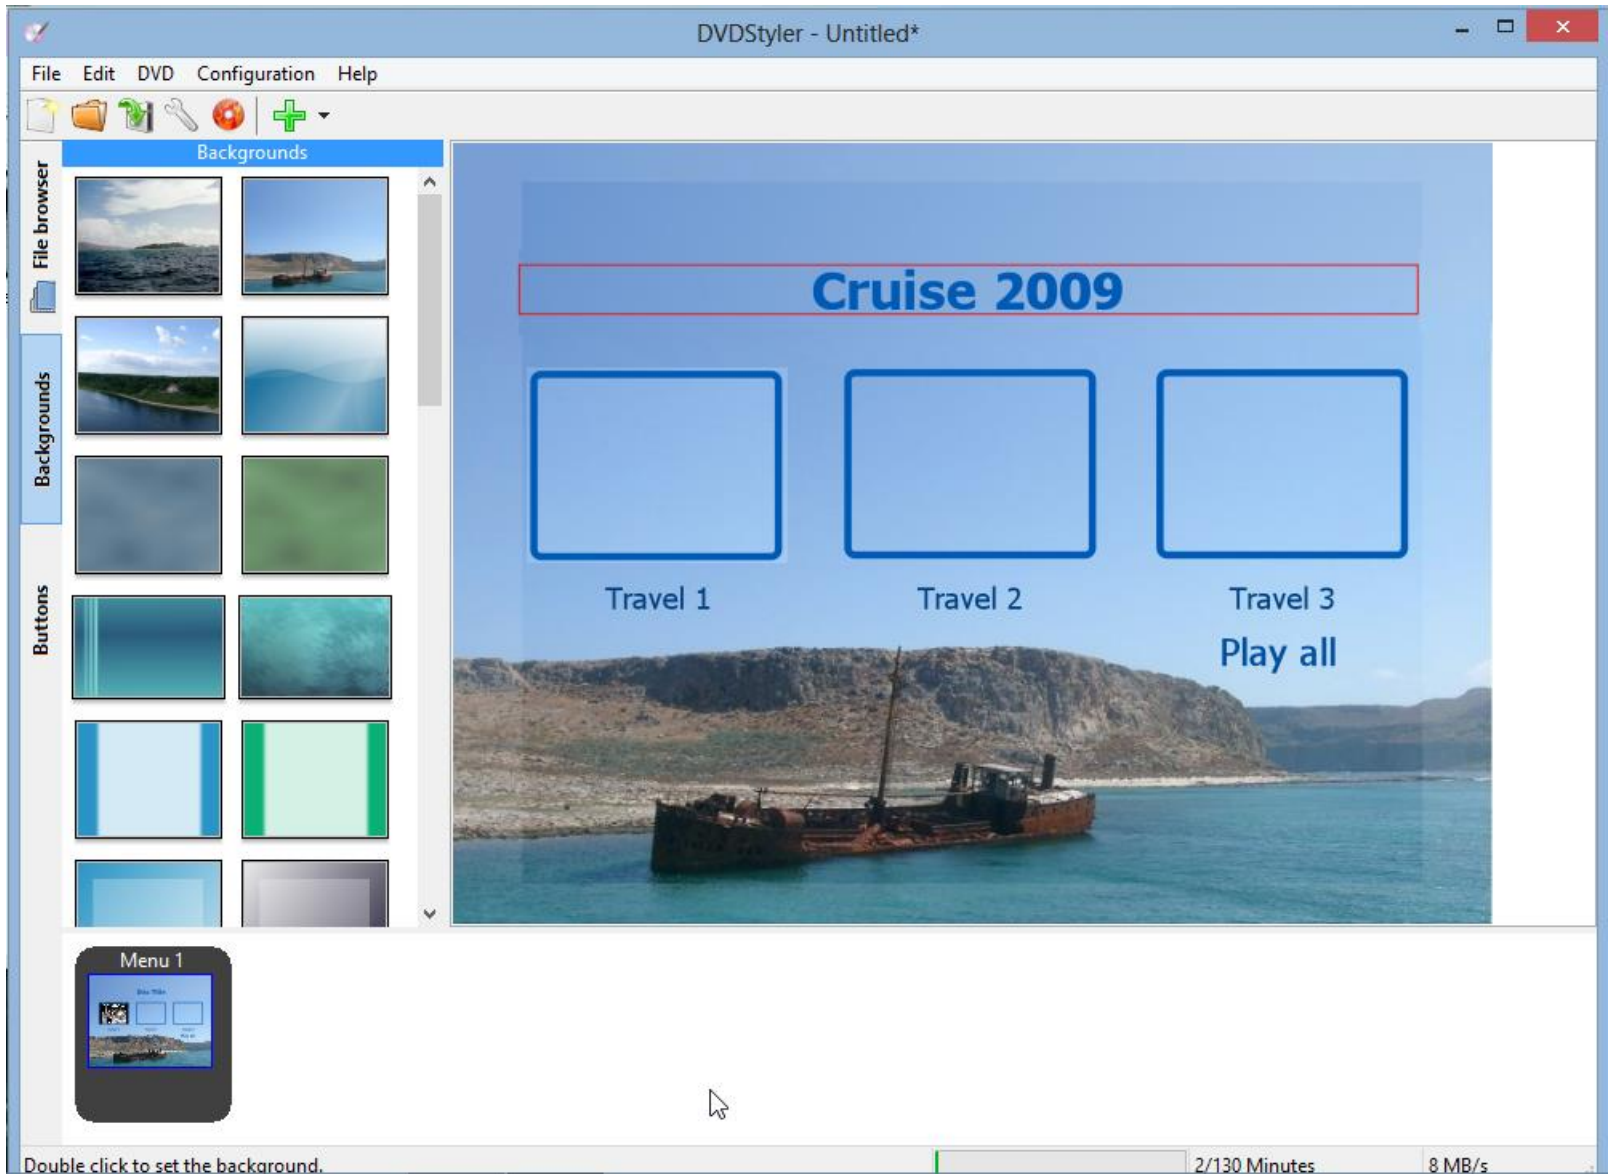 DVDStyler - Untitled*
File Edit DVD Configuration Help
Backgrounds
File browser
Backgrounds
Buttons
Cruise 2009
Travel 1 Travel 2 Travel 3
Play all
Menu 1
Double click to set the background.
2/130 Minutes
8 MB/s